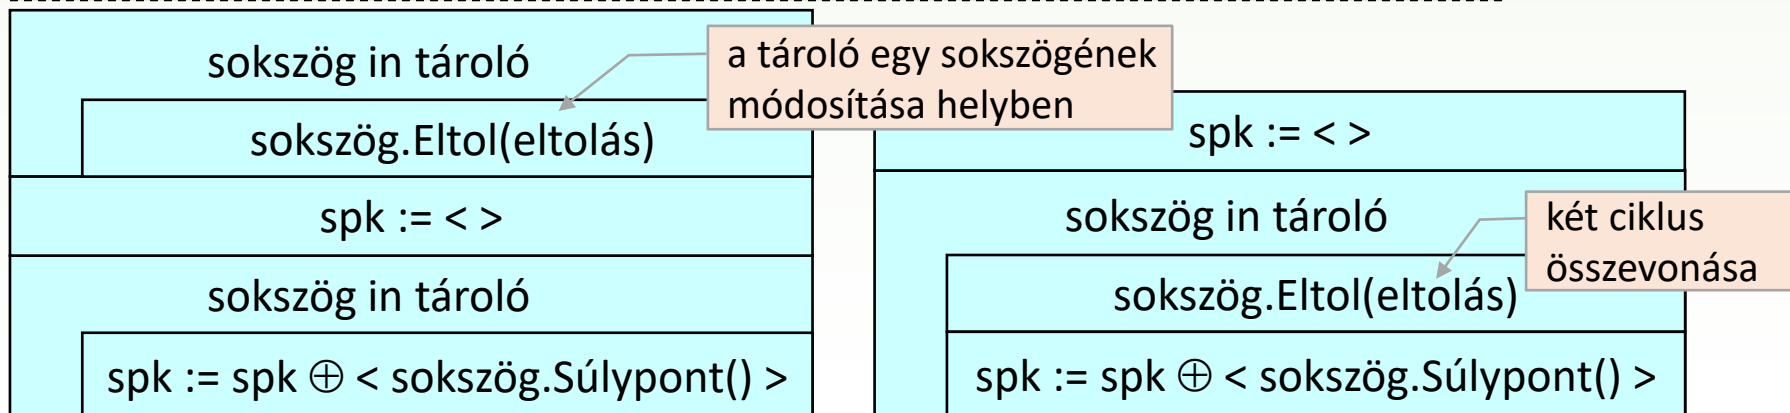 sokszög in tároló
a tároló egy sokszögének
módosítása helyben
sokszög.Eltol(eltolás)
spk := < >
sokszög in tároló
spk := spk ⊕ < sokszög.Súlypont() >
spk := < >
sokszög in tároló
két ciklus
összevonása
sokszög.Eltol(eltolás)
spk := spk ⊕ < sokszög.Súlypont() >